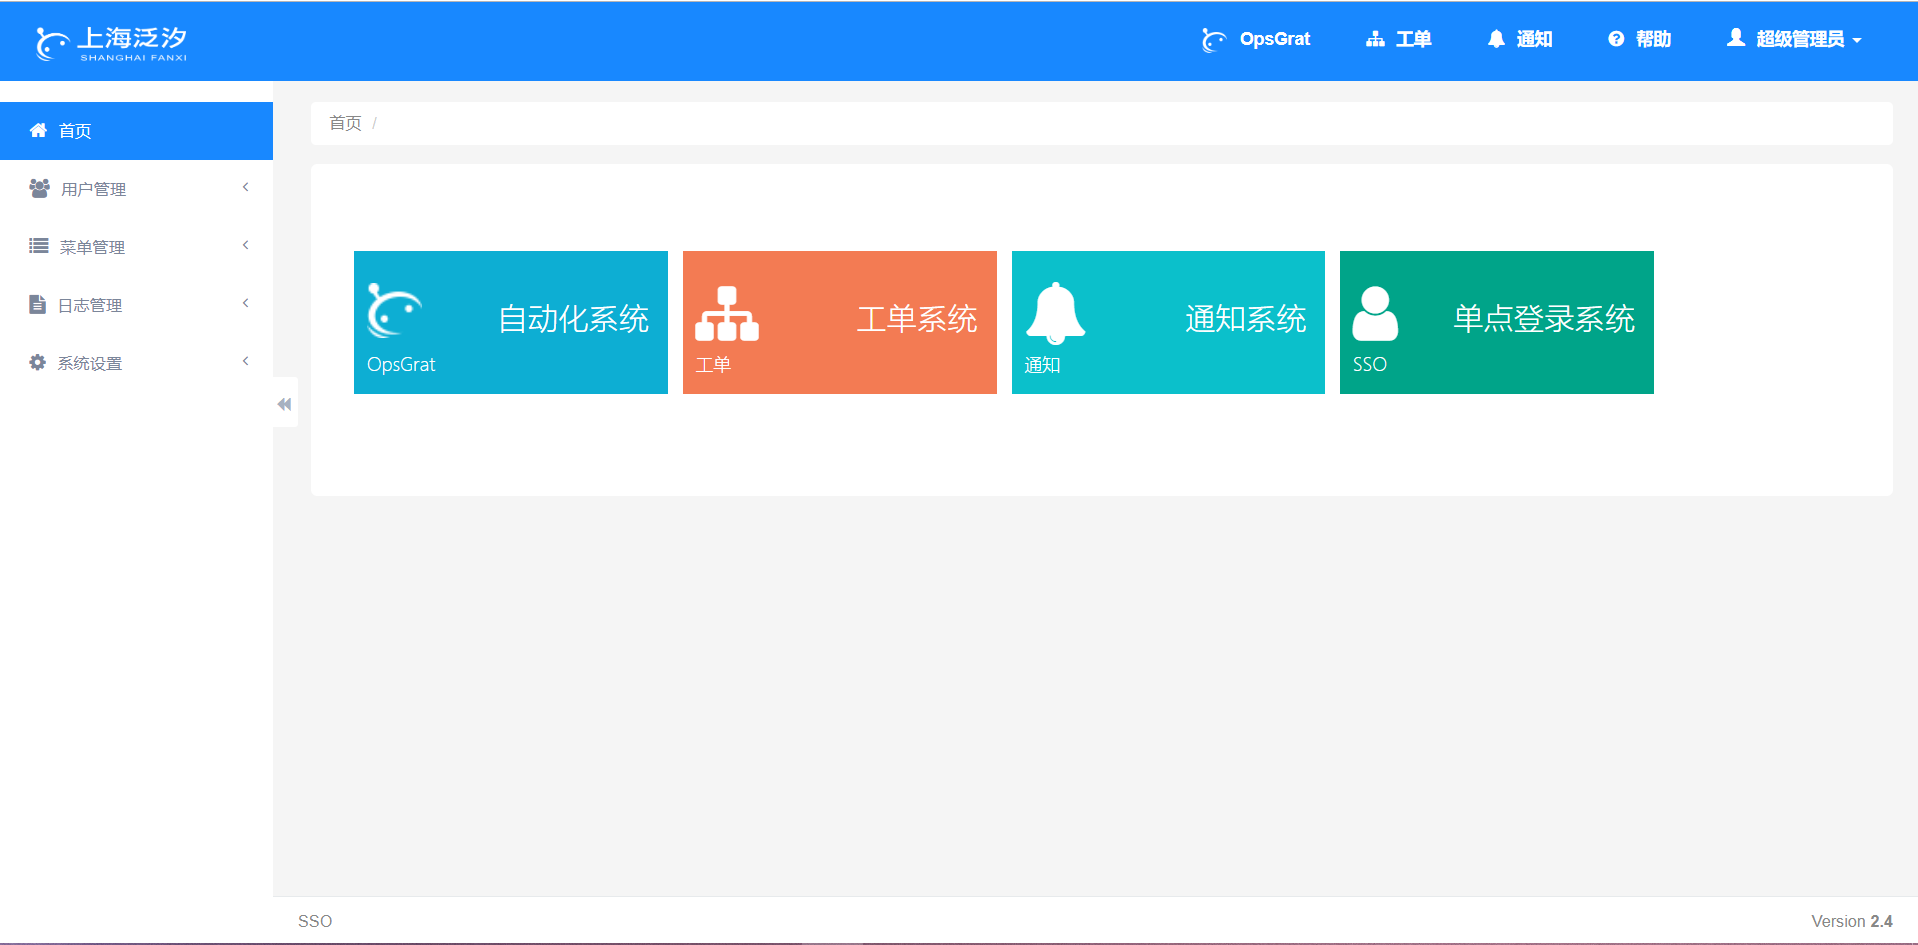 上海泛汐
SHANGHAI FANXI
OpsGrat
工单
通知
帮助
超级管理员
首页
用户管理
菜单管理
日志管理
系统设置
首页 /
自动化系统
OpsGrat
工单系统
工单
通知系统
通知
单点登录系统
SSO
SSO
Version 2.4